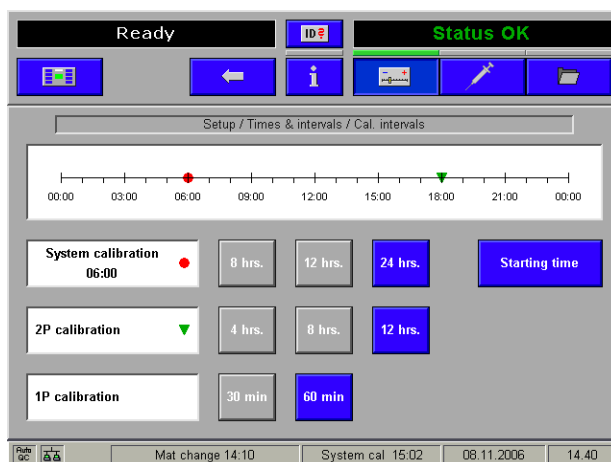 Ready ID? Status OK
i
Setup / Times & intervals / Cal. intervals
00:00 03:00 06:00 09:00 12:00 15:00 18:00 21:00 00:00
System calibration
06:00
8 hrs. 12 hrs. 24 hrs. Starting time
2P calibration 4 hrs. 8 hrs. 12 hrs.
1P calibration 30 min 60 min
Auto
QC Mat change 14:10 System cal 15:02 08.11.2006 14.40